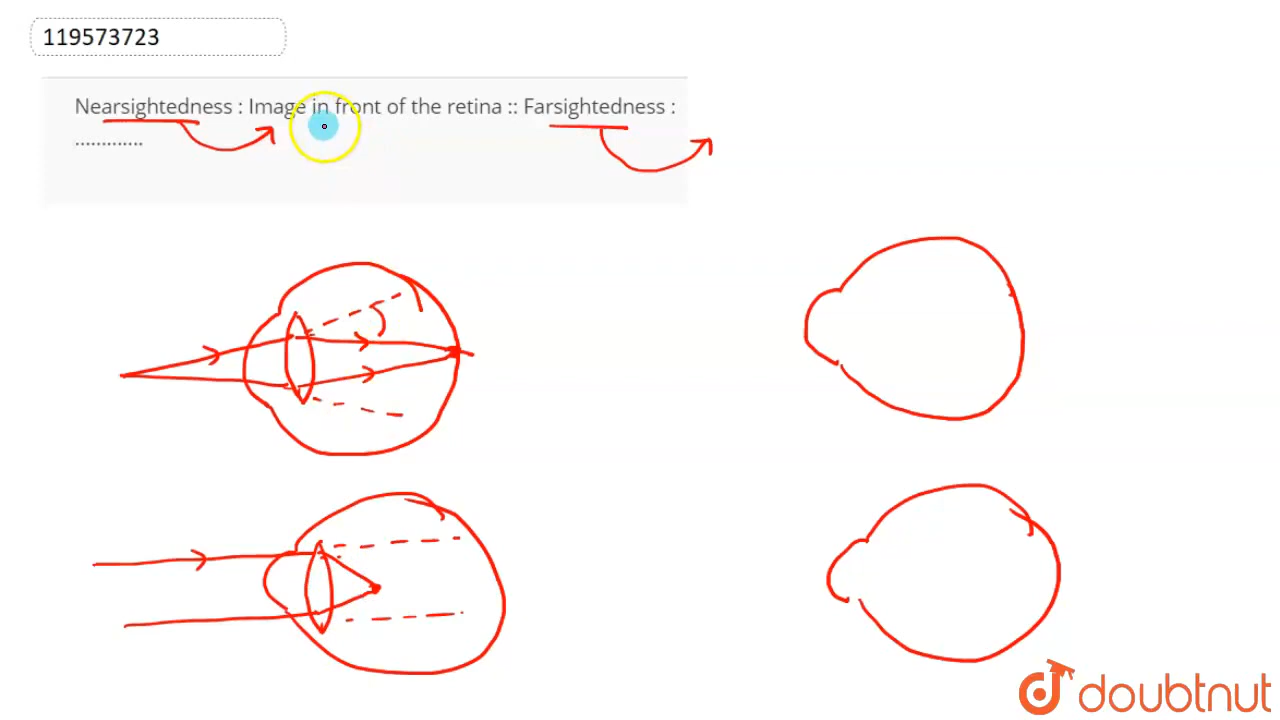 119573723
Nearsightedness : Image in front of the retina :: Farsightedness :
.............
doubtnut